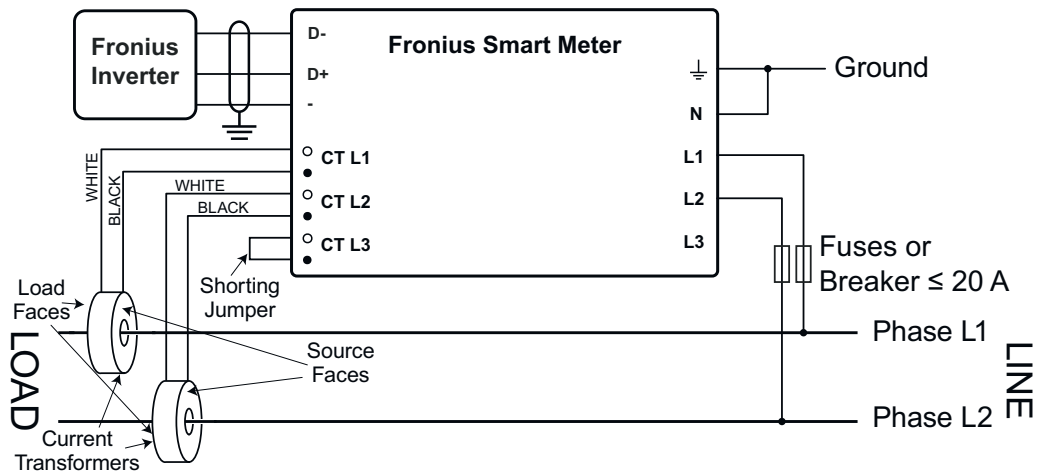 Fronius
Inverter
D-
D+
-
Fronius Smart Meter
Ground
N
CT L1
CT L2
CT L3
L1
L2
L3
WHITE
BLACK
WHITE
BLACK
Shorting
Jumper
Fuses or
Breaker ≤ 20 A
Load
Faces
Source
Faces
LOAD
LINE
Phase L1
Phase L2
Current
Transformers